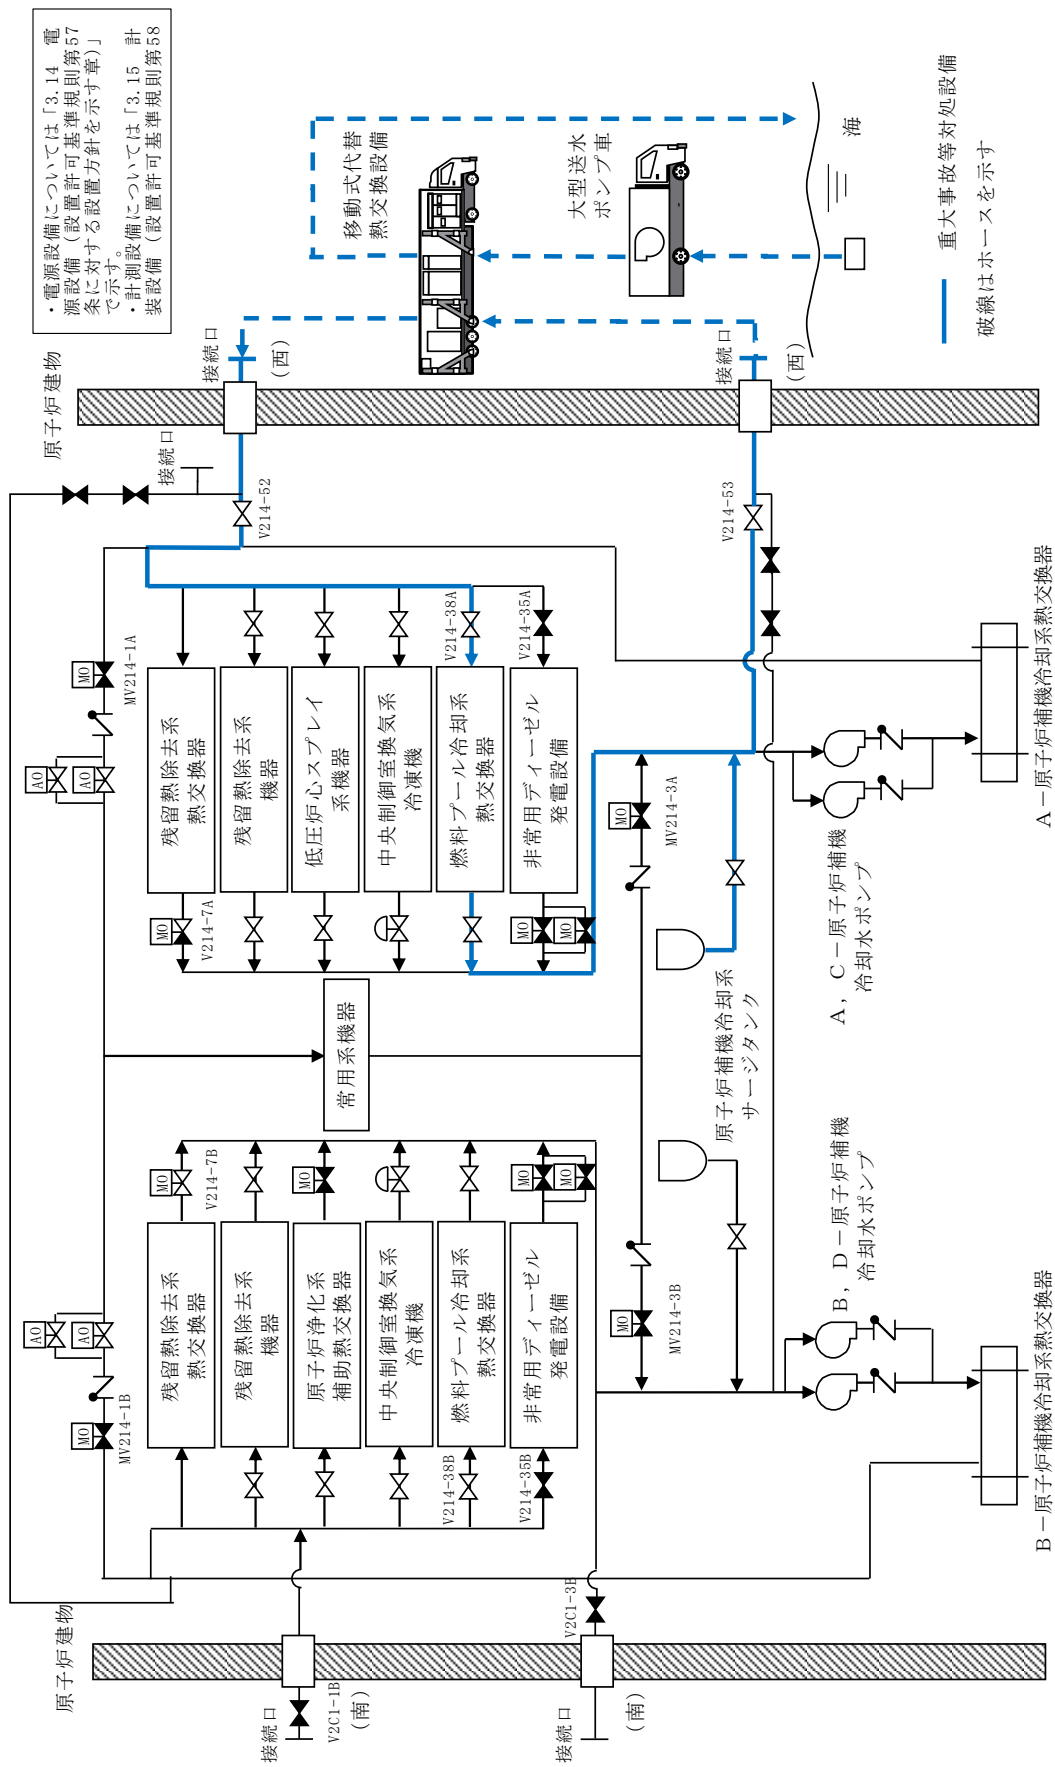 ・電源設備については「3.14 電
源設備（設置許可基準規則第57
条に対する設置方針を示す章）」
で示す。
・計測設備については「3.15 計
装設備（設置許可基準規則第58
原子炉建物
原子炉建物
接続口
V2C1-1B
（南）
接続口
（南）
V2C1-3B
MO
MV214-1B
AO
AO
AO
AO
MO
MV214-1A
接続口
V214-52
接続口
（西）
移動式代替
熱交換設備
大型送水
ポンプ車
海
残留熱除去系
熱交換器
MO
V214-7B
MO
V214-7A
残留熱除去系
熱交換器
残留熱除去系
機器
残留熱除去系
機器
原子炉浄化系
補助熱交換器
MO
低圧炉心スプレイ
系機器
常用系機器
中央制御室換気系
冷凍機
中央制御室換気系
冷凍機
V214-38B
燃料プール冷却系
熱交換器
燃料プール冷却系
熱交換器
V214-38A
V214-35B
非常用ディーゼル
発電設備
MO
MO
MO
MO
非常用ディーゼル
発電設備
V214-35A
MO
MV214-3B
MO
MV214-3A
原子炉補機冷却系
サージタンク
V214-53
接続口
（西）
B，D－原子炉補機
冷却水ポンプ
A，C－原子炉補機
冷却水ポンプ
B－原子炉補機冷却系熱交換器
A－原子炉補機冷却系熱交換器
重大事故等対処設備
破線はホースを示す